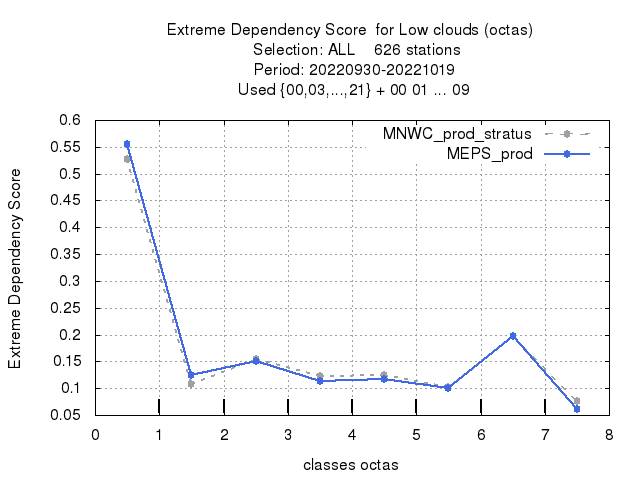 Extreme Dependency Score for Low clouds (octas)
Selection: ALL 626 stations
Period: 20220930-20221019
Used {00,03,...,21} + 00 01 ... 09
MNWC_prod_stratus
MEPS_prod
Extreme Dependency Score
0.6
0.55
0.5
0.45
0.4
0.35
0.3
0.25
0.2
0.15
0.1
0.05
0 1 2 3 4 5 6 7 8
classes octas